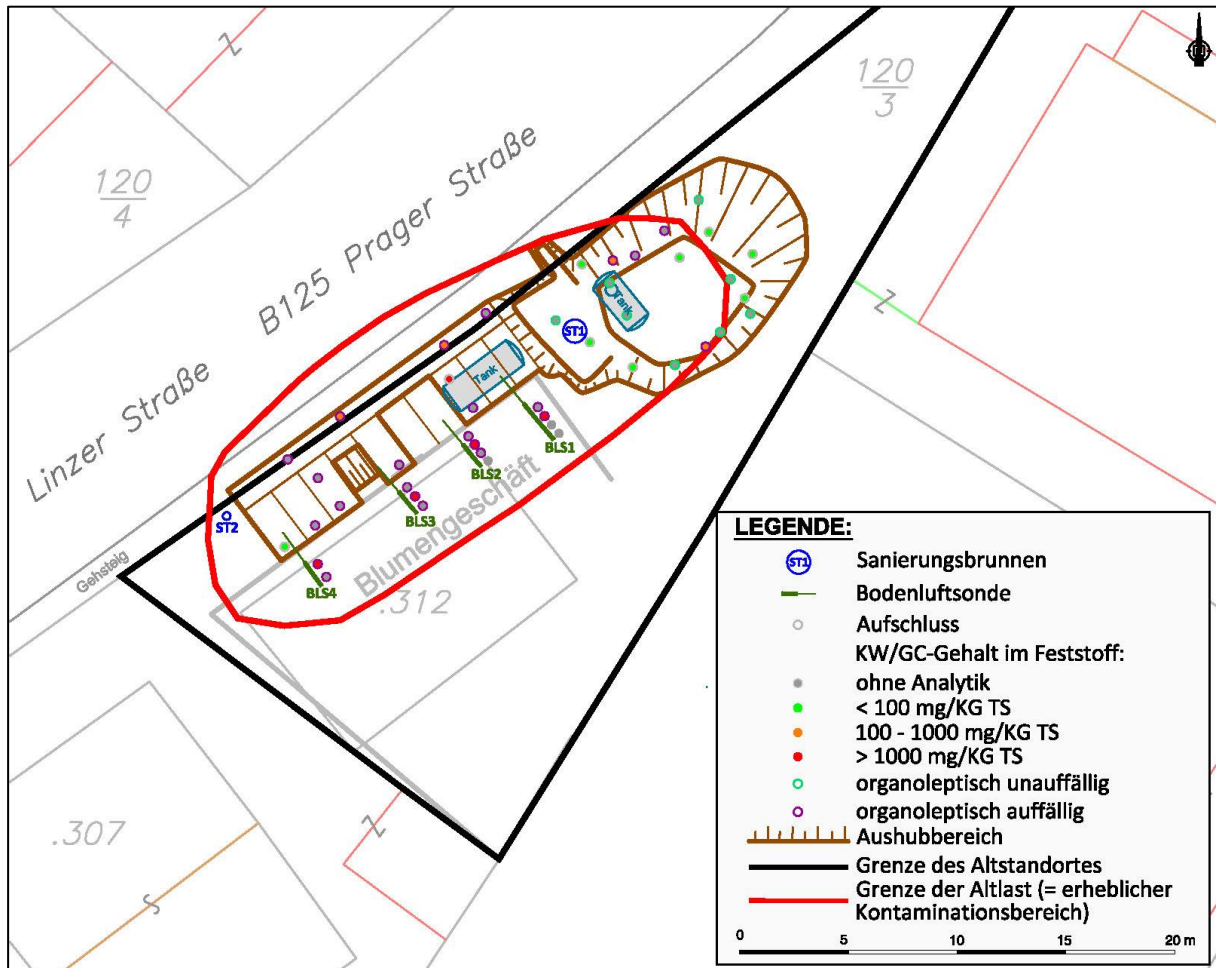 Z
120
3
120
4
Linzer Straße B125 Prager Straße
Tank
ST1
Z
Tank
BLS1
BLS2
BLS3
ST2
BLS4
Gehsteig
Blumengeschäft
.312
.307
Z
S
LEGENDE:
ST1 Sanierungsbrunnen
Bodenluftsonde
Aufschluss
KW/GC-Gehalt im Feststoff:
ohne Analytik
< 100 mg/KG TS
100 - 1000 mg/KG TS
> 1000 mg/KG TS
organoleptisch unauffällig
organoleptisch auffällig
Aushubbereich
Grenze des Altstandortes
Grenze der Altlast (= erheblicher
Kontaminationsbereich)
0 5 10 15 20 m